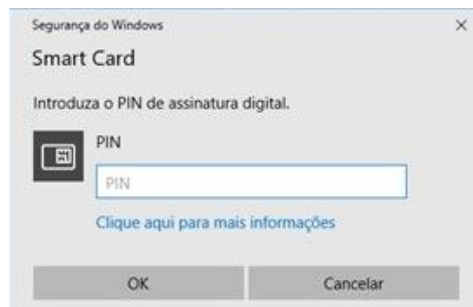 Segurança do Windows
Smart Card
Introduza o PIN de assinatura digital.
PIN
PIN
Clique aqui para mais informações
OK Cancelar